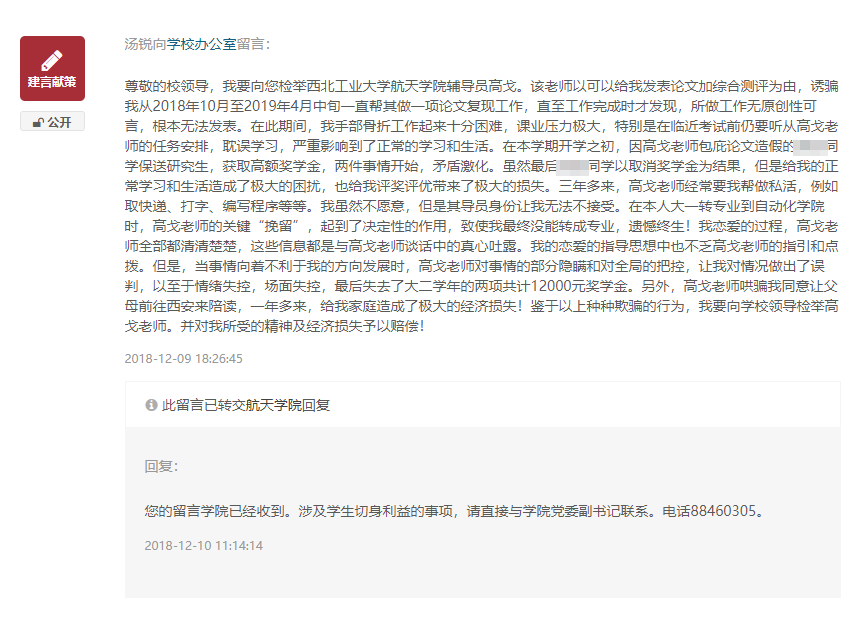 建言献策
公开
汤锐向学校办公室留言：
尊敬的校领导，我要向您检举西北工业大学航天学院辅导员高戈。该老师以可以给我发表论文加综合测评为由，诱骗
我从2018年10月至2019年4月中旬一直帮其做一项论文复现工作，直至工作完成时才发现，所做工作无原创性可
言，根本无法发表。在此期间，我手部骨折工作起来十分困难，课业压力极大，特别是在临近考试前仍要听从高戈老
师的任务安排，耽误学习，严重影响到了正常的学习和生活。在本学期开学之初，因高戈老师包庇论文造假的 同
学保送研究生，获取高额奖学金，两件事情开始，矛盾激化。虽然最后 同学以取消奖学金为结果，但是给我的正
常学习和生活造成了极大的困扰，也给我评奖评优带来了极大的损失。三年多来，高戈老师经常要我帮做私活，例如
取快递、打字、编写程序等等。我虽然不愿意，但是其导员身份让我无法不接受。在本人大一转专业到自动化学院
时，高戈老师的关键“挽留”，起到了决定性的作用，致使我最终没能转成专业，遗憾终生！我恋爱的过程，高戈老
师全部都清清楚楚，这些信息都是与高戈老师谈话中的真心吐露。我的恋爱的指导思想中也不乏高戈老师的指引和点
拨。但是，当事情向着不利于我的方向发展时，高戈老师对事情的部分隐瞒和对全局的把控，让我对情况做出了误
判，以至于情绪失控，场面失控，最后失去了大二学年的两项共计12000元奖学金。另外，高戈老师哄骗我同意让父
母前往西安来陪读，一年多来，给我家庭造成了极大的经济损失！鉴于以上种种欺骗的行为，我要向学校领导检举高
戈老师。并对我所受的精神及经济损失予以赔偿！
2018-12-09 18:26:45
此留言已转交航天学院回复
回复：
您的留言学院已经收到。涉及学生切身利益的事项，请直接与学院党委副书记联系。电话88460305。
2018-12-10 11:14:14